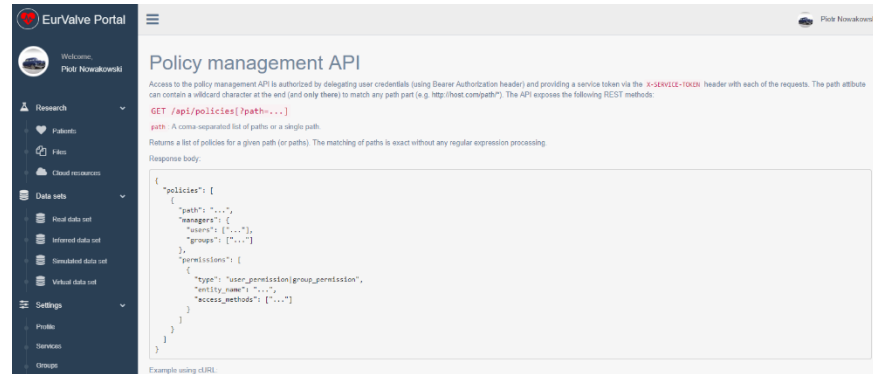 EurValve Portal
Piotr Nowakowski
Welcome,
Piotr Nowakowski
Research
Patients
Files
Cloud resources
Data sets
Real data set
Inferred data set
Simulated data set
Virtual data set
Settings
Profile
Services
Groups
Policy management API
Access to the policy management API is authorized by delegating user credentials (using Bearer Authorization header) and providing a service token via the X-SERVICE-TOKEN header with each of the requests. The path attibute
can contain a wildcard character at the end (and only there) to match any path part (e.g. http://host.com/path/*). The API exposes the following REST methods:
GET /api/policies[?path=...]
path : A coma-separated list of paths or a single path.
Returns a list of policies for a given path (or paths). The matching of paths is exact without any regular expression processing.
Response body:
{
"policies": [
{
"path": "...",
"managers": {
"users": ["..."],
"groups": ["..."]
},
"permissions": [
{
"type": "user_permission|group_permission",
"entity_name": "...",
"access_methods": ["..."]
}
]
}
]
}
Example using cURL: